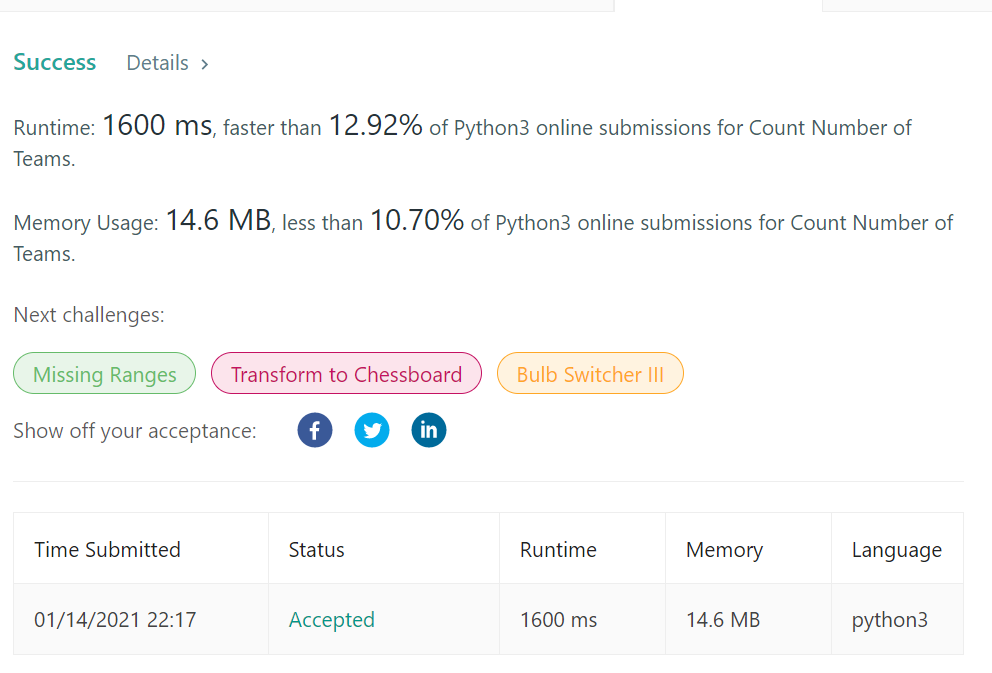 Success Details >
Runtime: 1600 ms, faster than 12.92% of Python3 online submissions for Count Number of
Teams.
Memory Usage: 14.6 MB, less than 10.70% of Python3 online submissions for Count Number of
Teams.
Next challenges:
Missing Ranges Transform to Chessboard Bulb Switcher III
Show off your acceptance: f in
Time Submitted Status Runtime Memory Language
01/14/2021 22:17 Accepted 1600 ms 14.6 MB python3